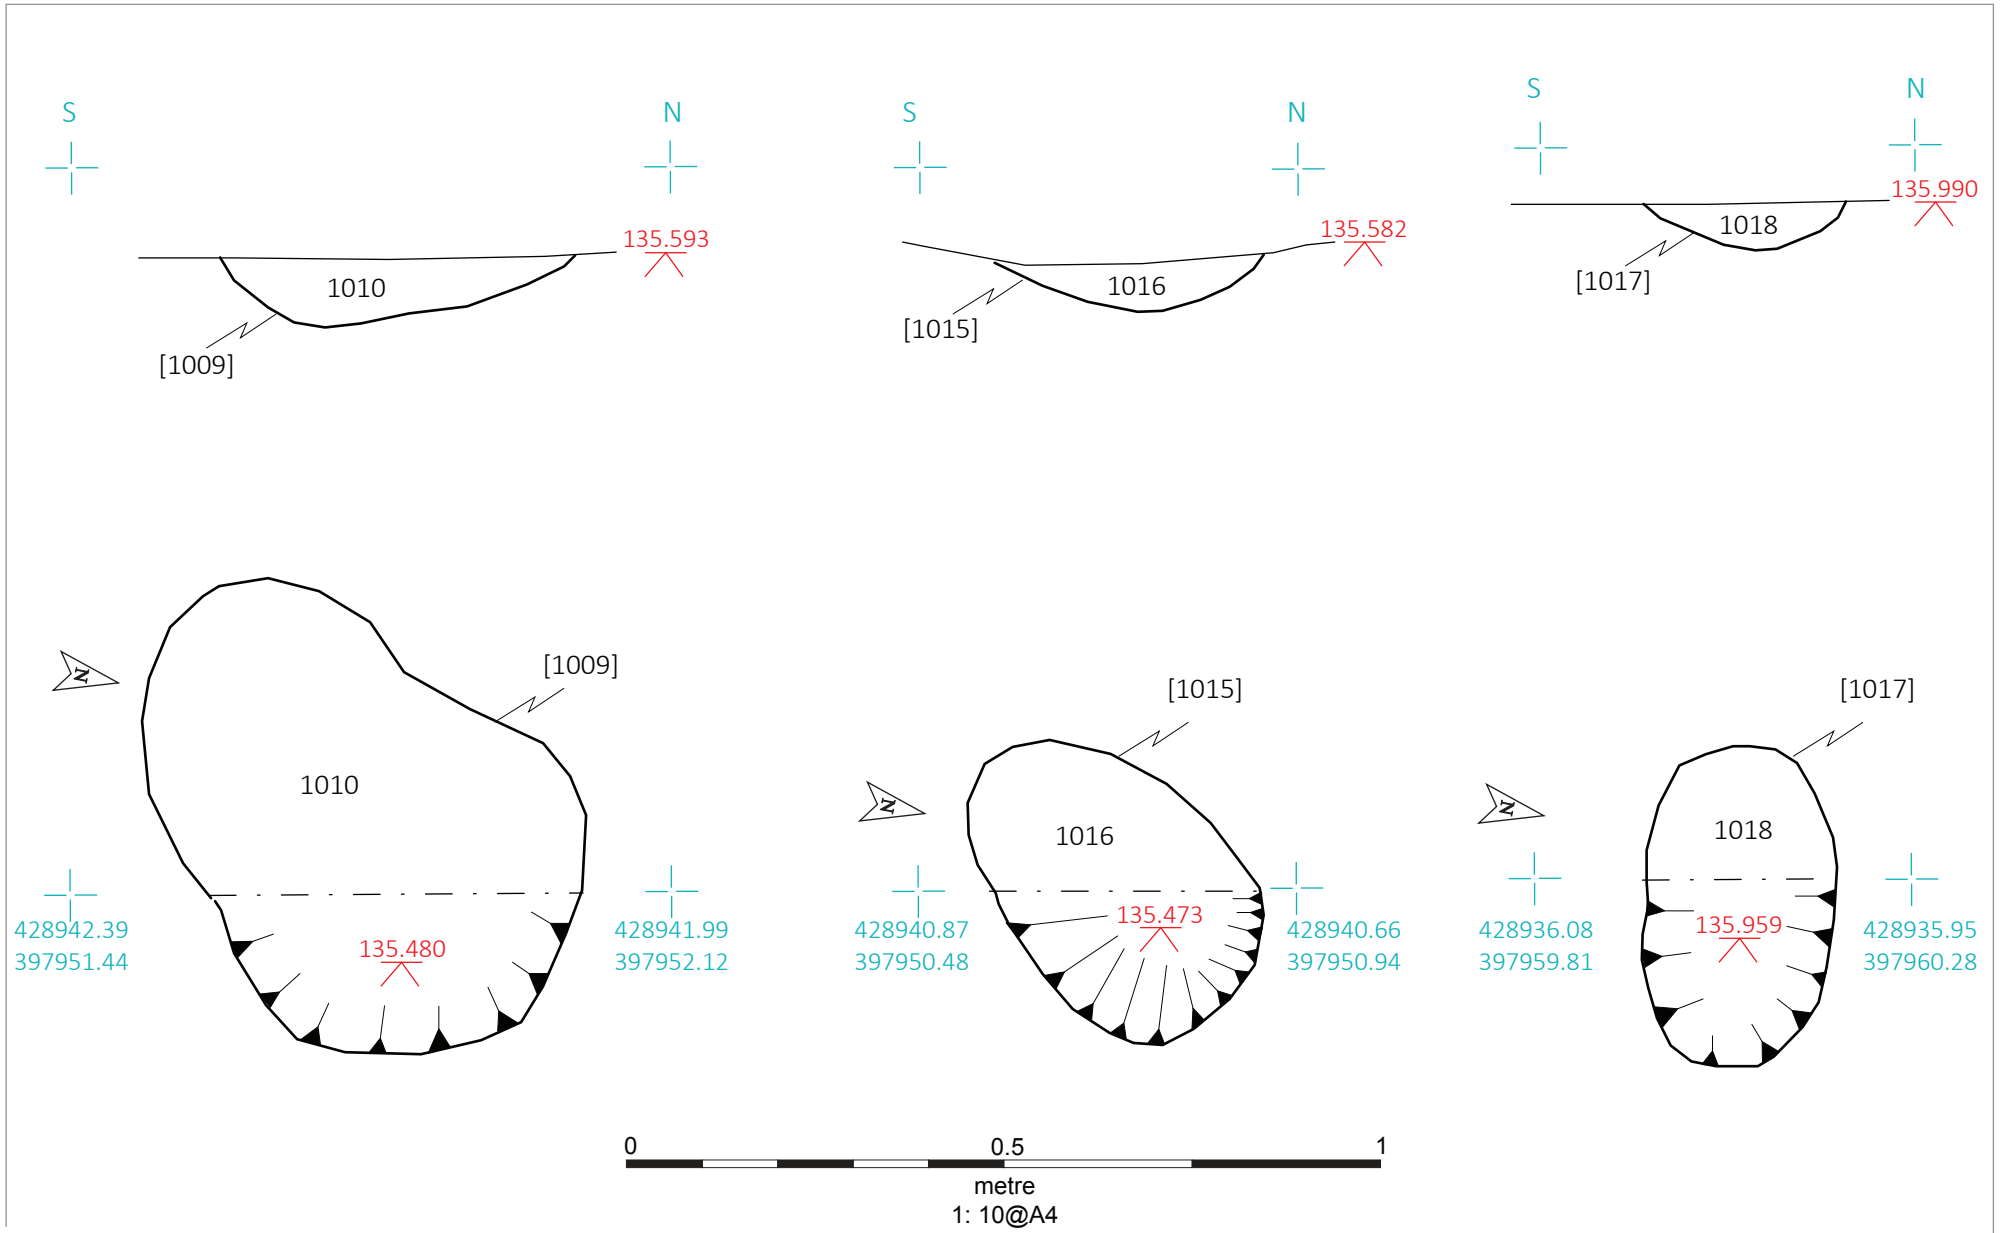 S
N
S
N
S
N
135.593
1010
[1009]
135.582
1016
[1015]
135.990
1018
[1017]
N
[1009]
1010
135.480
428942.39
397951.44
428941.99
397952.12
N
[1015]
1016
135.473
428940.87
397950.48
428940.66
397950.94
N
[1017]
1018
135.959
428936.08
397959.81
428935.95
397960.28
0 0.5 1
metre
1: 10@A4